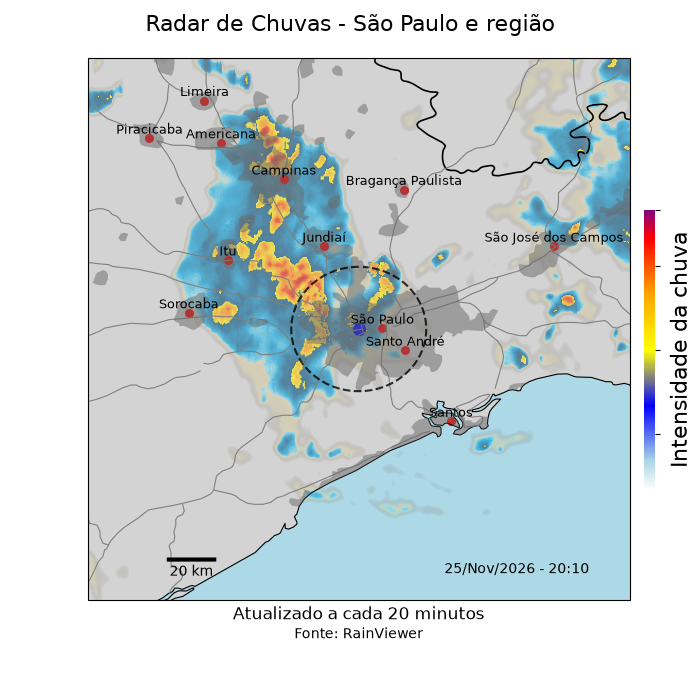 Radar de Chuvas - São Paulo e região
Limeira
Piracicaba
Americana
Campinas
Bragança Paulista
Jundiaí
São José dos Campos
Itu
Sorocaba
São Paulo
Santo André
Santos
Intensidade da chuva
20 km
25/Nov/2026 - 20:10
Atualizado a cada 20 minutos
Fonte: RainViewer